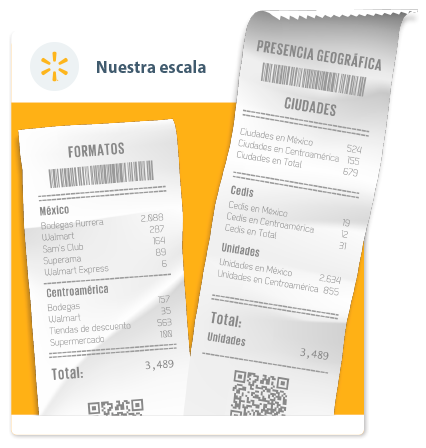 Nuestra escala
FORMATOS
México
Bodegas Aurrera 2,088
Walmart 287
Sam's Club 164
Superama 89
Walmart Express 6
Centroamérica
Bodegas 157
Walmart 35
Tiendas de descuento 563
Supermercado 100
Total: 3,489
PRESENCIA GEOGRÁFICA
CIUDADES
Ciudades en México 524
Ciudades en Centroamérica 155
Ciudades en Total 679
Cedis
Cedis en México 19
Cedis en Centroamérica 12
Cedis en Total 31
Unidades
Unidades en México 2,634
Unidades en Centroamérica 855
Total:
Unidades 3,489